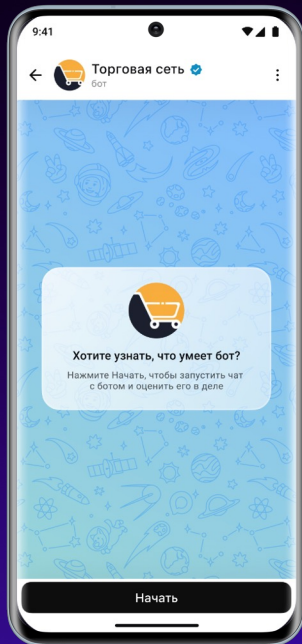 9:41
Торговая сеть
бот
Хотите узнать, что умеет бот?
Нажмите Начать, чтобы запустить чат
с ботом и оценить его в деле
Начать